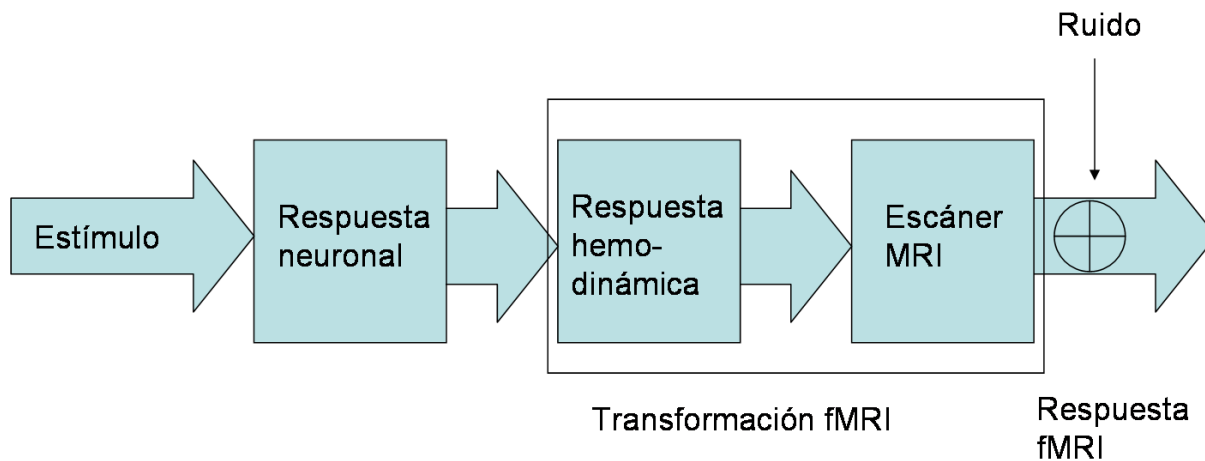 Ruido
Estímulo
Respuesta
neuronal
Respuesta
hemo-
dinámica
Escáner
MRI
Transformación fMRI
Respuesta
fMRI